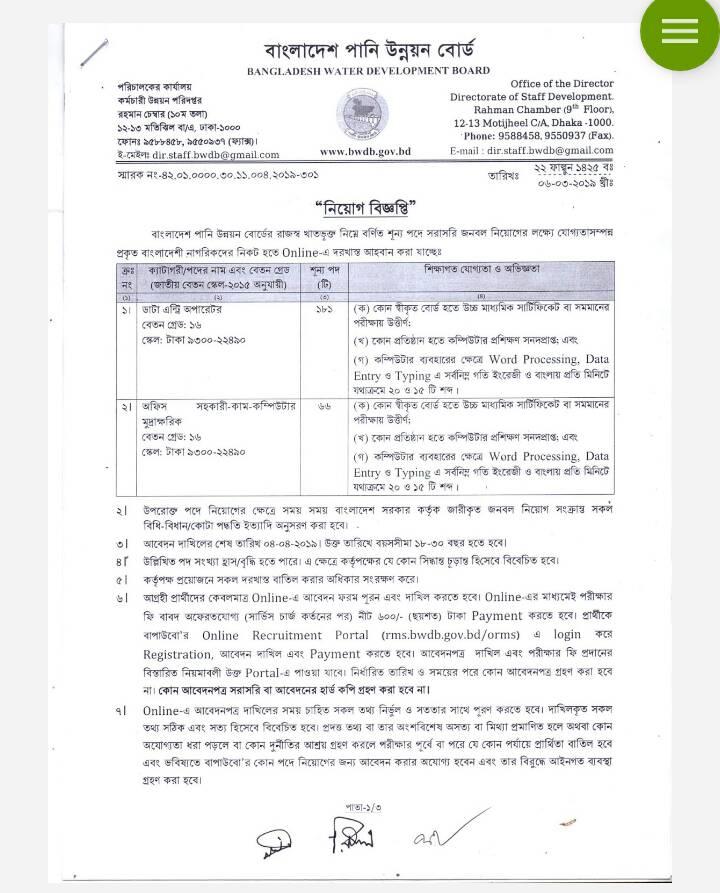 বাংলাদেশ পানি উন্নয়ন বোর্ড
BANGLADESH WATER DEVELOPMENT BOARD
পরিচালকের কার্যালয়
কর্মচারী উন্নয়ন পরিদপ্তর
রহমান চেম্বার (১০ম তলা)
১২-১৩ মতিঝিল বা/এ, ঢাকা-১০০০
ফোনঃ ৯৫৮৮৪৫৮, ৯৫৫০৯৩৭ (ফ্যাক্স)।
ই-মেইলঃ dir.staff.bwdb@gmail.com
www.bwdb.gov.bd
Office of the Director
Directorate of Staff Development.
Rahman Chamber (9th Floor),
12-13 Motijheel C/A, Dhaka -1000.
Phone: 9588458, 9550937 (Fax).
E-mail : dir.staff.bwdb@gmail.com
স্মারক নং-৪২.০১.০০০০.৩০.১১.০০৪.২০১৯-৩০১
তারিখঃ
২২ ফাল্গুন ১৪২৫ বঃ
০৬-০৩-২০১৯ খ্রীঃ
“নিয়োগ বিজ্ঞপ্তি”
বাংলাদেশ পানি উন্নয়ন বোর্ডের রাজস্ব খাতভুক্ত নিম্নে বর্ণিত শূন্য পদে সরাসরি জনবল নিয়োগের লক্ষ্যে যোগ্যতাসম্পন্ন
প্রকৃত বাংলাদেশী নাগরিকদের নিকট হতে Online-এ দরখাস্ত আহবান করা যাচ্ছেঃ
ক্রঃ নং
ক্যাটাগরী/পদের নাম এবং বেতন গ্রেড
(জাতীয় বেতন স্কেল-২০১৫ অনুযায়ী)
শূন্য পদ
(টি)
শিক্ষাগত যোগ্যতা ও অভিজ্ঞতা
(১) (২) (৩) (৪)
১। ডাটা এন্ট্রি অপারেটর
বেতন গ্রেড: ১৬
স্কেল: টাকা ৯৩০০-২২৪৯০
১৮১
(ক) কোন স্বীকৃত বোর্ড হতে উচ্চ মাধ্যমিক সার্টিফিকেট বা সমমানের
পরীক্ষায় উত্তীর্ণ;
(খ) কোন প্রতিষ্ঠান হতে কম্পিউটার প্রশিক্ষণ সনদপ্রাপ্ত; এবং
(গ) কম্পিউটার ব্যবহারের ক্ষেত্রে Word Processing, Data
Entry ও Typing এ সর্বনিম্ন গতি ইংরেজী ও বাংলায় প্রতি মিনিটে
যথাক্রমে ২০ ও ১৫ টি শব্দ।
২। অফিস সহকারী-কাম-কম্পিউটার
মুদ্রাক্ষরিক
বেতন গ্রেড: ১৬
স্কেল: টাকা ৯৩০০-২২৪৯০
৬৬
(ক) কোন স্বীকৃত বোর্ড হতে উচ্চ মাধ্যমিক সার্টিফিকেট বা সমমানের
পরীক্ষায় উত্তীর্ণ;
(খ) কোন প্রতিষ্ঠান হতে কম্পিউটার প্রশিক্ষণ সনদপ্রাপ্ত; এবং
(গ) কম্পিউটার ব্যবহারের ক্ষেত্রে Word Processing, Data
Entry ও Typing এ সর্বনিম্ন গতি ইংরেজী ও বাংলায় প্রতি মিনিটে
যথাক্রমে ২০ ও ১৫ টি শব্দ।
২। উপরোক্ত পদে নিয়োগের ক্ষেত্রে সময় সময় বাংলাদেশ সরকার কর্তৃক জারীকৃত জনবল নিয়োগ সংক্রান্ত সকল
বিধি-বিধান/কোটা পদ্ধতি ইত্যাদি অনুসরণ করা হবে।
৩। আবেদন দাখিলের শেষ তারিখ ০৪-০৪-২০১৯। উক্ত তারিখে বয়সসীমা ১৮-৩০ বছর হতে হবে।
৪। উল্লিখিত পদ সংখ্যা হ্রাস/বৃদ্ধি হতে পারে। এ ক্ষেত্রে কর্তৃপক্ষের যে কোন সিদ্ধান্ত চূড়ান্ত হিসেবে বিবেচিত হবে।
৫। কর্তৃপক্ষ প্রয়োজনে সকল দরখাস্ত বাতিল করার অধিকার সংরক্ষণ করে।
৬। আগ্রহী প্রার্থীদের কেবলমাত্র Online-এ আবেদন ফরম পূরন এবং দাখিল করতে হবে। Online-এর মাধ্যমেই পরীক্ষার
ফি বাবদ অফেরতযোগ্য (সার্ভিস চার্জ কর্তনের পর) নীট ৬০০/- (ছয়শত) টাকা Payment করতে হবে। প্রার্থীকে
বাপাউবো'র Online Recruitment Portal (rms.bwdb.gov.bd/orms) এ login করে
Registration, আবেদন দাখিল এবং Payment করতে হবে। আবেদনপত্র দাখিল এবং পরীক্ষার ফি প্রদানের
বিস্তারিত নিয়মাবলী উক্ত Portal-এ পাওয়া যাবে। নির্ধারিত তারিখ ও সময়ের পরে কোন আবেদনপত্র গ্রহণ করা হবে
না। কোন আবেদনপত্র সরাসরি বা আবেদনের হার্ড কপি গ্রহণ করা হবে না।
৭। Online-এ আবেদনপত্র দাখিলের সময় চাহিত সকল তথ্য নির্ভুল ও সততার সাথে পূরণ করতে হবে। দাখিলকৃত সকল
তথ্য সঠিক এবং সত্য হিসেবে বিবেচিত হবে। প্রদত্ত তথ্য বা তার অংশবিশেষ অসত্য বা মিথ্যা প্রমাণিত হলে অথবা কোন
অযোগ্যতা ধরা পড়লে বা কোন দুর্নীতির আশ্রয় গ্রহণ করলে পরীক্ষার পূর্বে বা পরে যে কোন পর্যায়ে প্রার্থিতা বাতিল হবে
এবং ভবিষ্যতে বাপাউবো'র কোন পদে নিয়োগের জন্য আবেদন করার অযোগ্য হবেন এবং তার বিরুদ্ধে আইনগত ব্যবস্থা
গ্রহণ করা হবে।
পাতা-১/৩